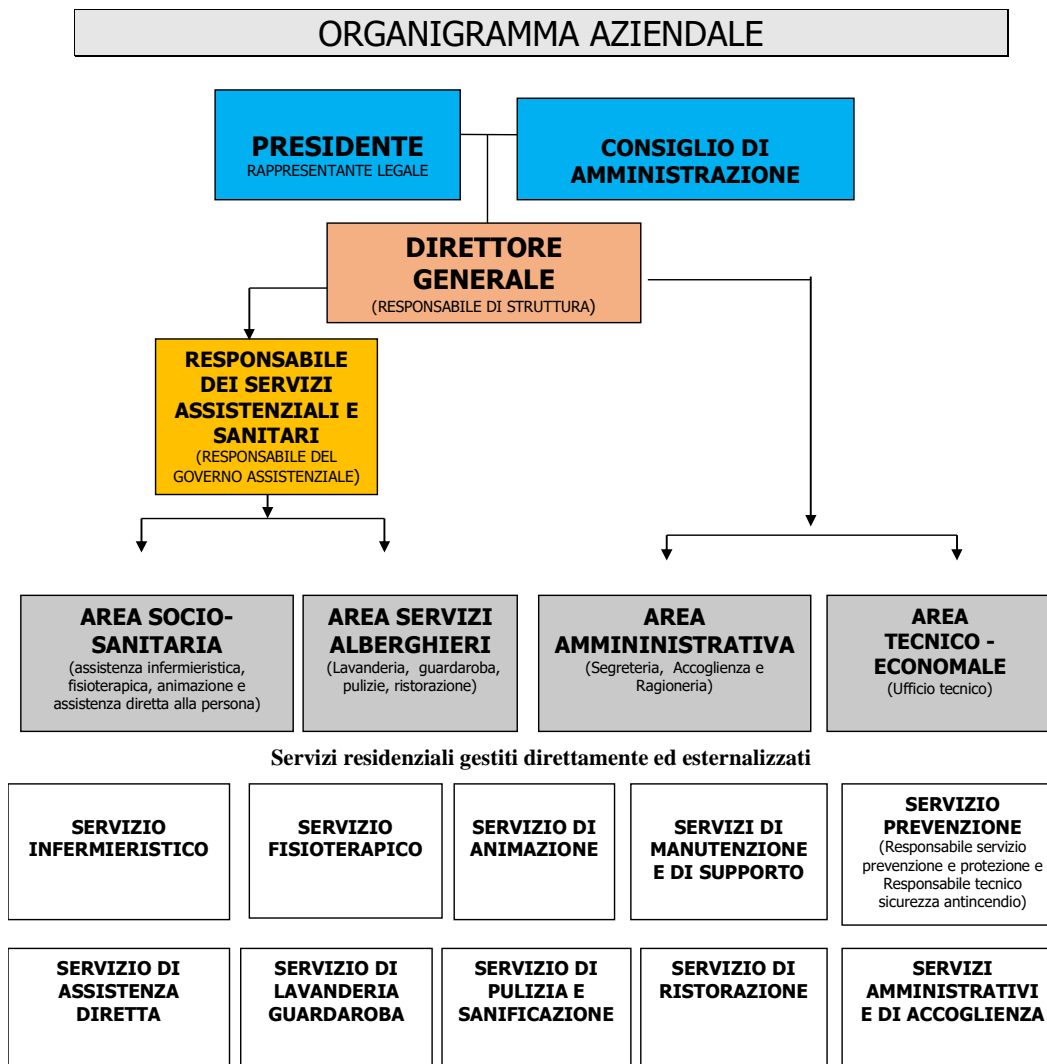 ORGANIGRAMMA AZIENDALE
PRESIDENTE
RAPPRESENTANTE LEGALE
CONSIGLIO DI
AMMINISTRAZIONE
DIRETTORE
GENERALE
(RESPONSABILE DI STRUTTURA)
RESPONSABILE
DEI SERVIZI
ASSISTENZIALI E
SANITARI
(RESPONSABILE DEL
GOVERNO ASSISTENZIALE)
AREA SOCIO-
SANITARIA
(assistenza infermieristica,
fisioterapica, animazione e
assistenza diretta alla persona)
AREA SERVIZI
ALBERGHIERI
(Lavanderia, guardaroba,
pulizie, ristorazione)
AREA
AMMININISTRATIVA
(Segreteria, Accoglienza e
Ragioneria)
AREA
TECNICO -
ECONOMALE
(Ufficio tecnico)
Servizi residenziali gestiti direttamente ed esternalizzati
SERVIZIO
INFERMIERISTICO
SERVIZIO
FISIOTERAPICO
SERVIZIO DI
ANIMAZIONE
SERVIZI DI
MANUTENZIONE
E DI SUPPORTO
SERVIZIO
PREVENZIONE
(Responsabile servizio
prevenzione e protezione e
Responsabile tecnico
sicurezza antincendio)
SERVIZIO DI
ASSISTENZA
DIRETTA
SERVIZIO DI
LAVANDERIA
GUARDAROBA
SERVIZIO DI
PULIZIA E
SANIFICAZIONE
SERVIZIO DI
RISTORAZIONE
SERVIZI
AMMINISTRATIVI
E DI ACCOGLIENZA